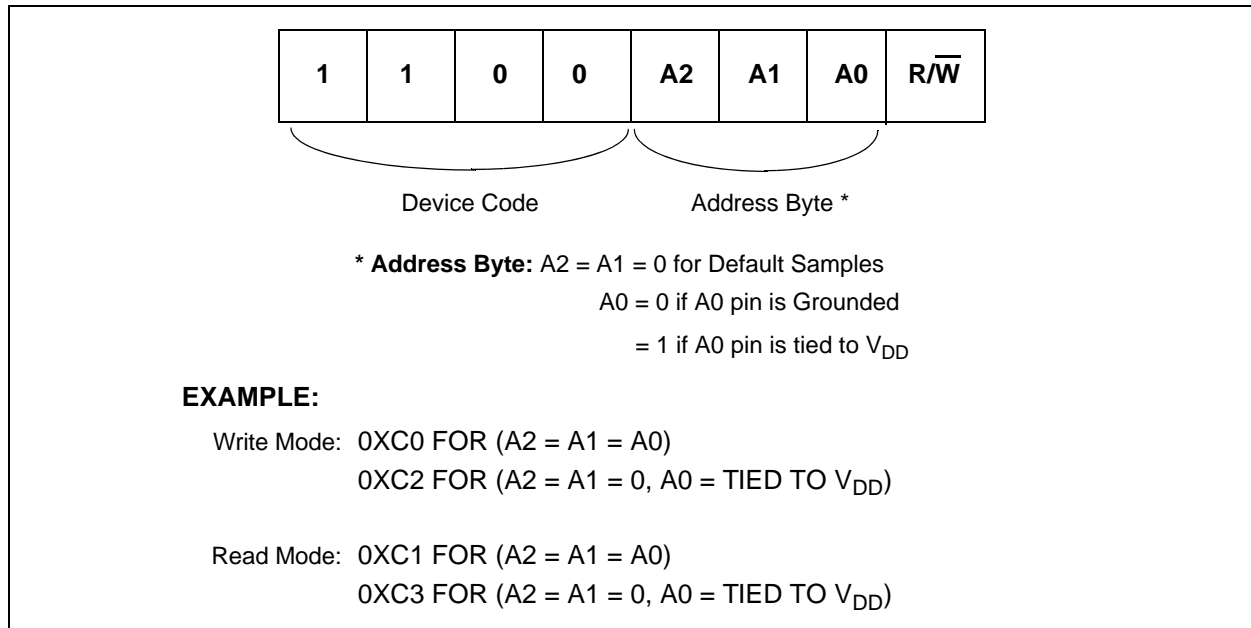 1 1 0 0 A2 A1 A0 R/W̅
Device Code Address Byte *
* Address Byte: A2 = A1 = 0 for Default Samples
A0 = 0 if A0 pin is Grounded
= 1 if A0 pin is tied to VDD
EXAMPLE:
Write Mode: 0XC0 FOR (A2 = A1 = A0)
0XC2 FOR (A2 = A1 = 0, A0 = TIED TO VDD)
Read Mode: 0XC1 FOR (A2 = A1 = A0)
0XC3 FOR (A2 = A1 = 0, A0 = TIED TO VDD)